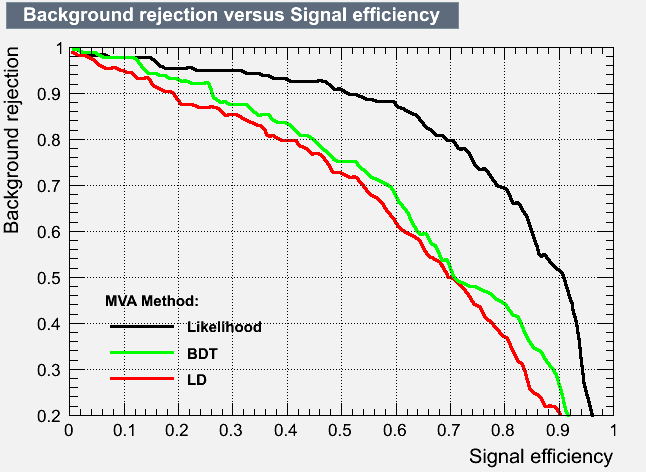 Background rejection versus Signal efficiency
Background rejection
1
0.9
0.8
0.7
0.6
0.5
0.4
0.3
0.2
MVA Method:
Likelihood
BDT
LD
0 0.1 0.2 0.3 0.4 0.5 0.6 0.7 0.8 0.9 1
Signal efficiency